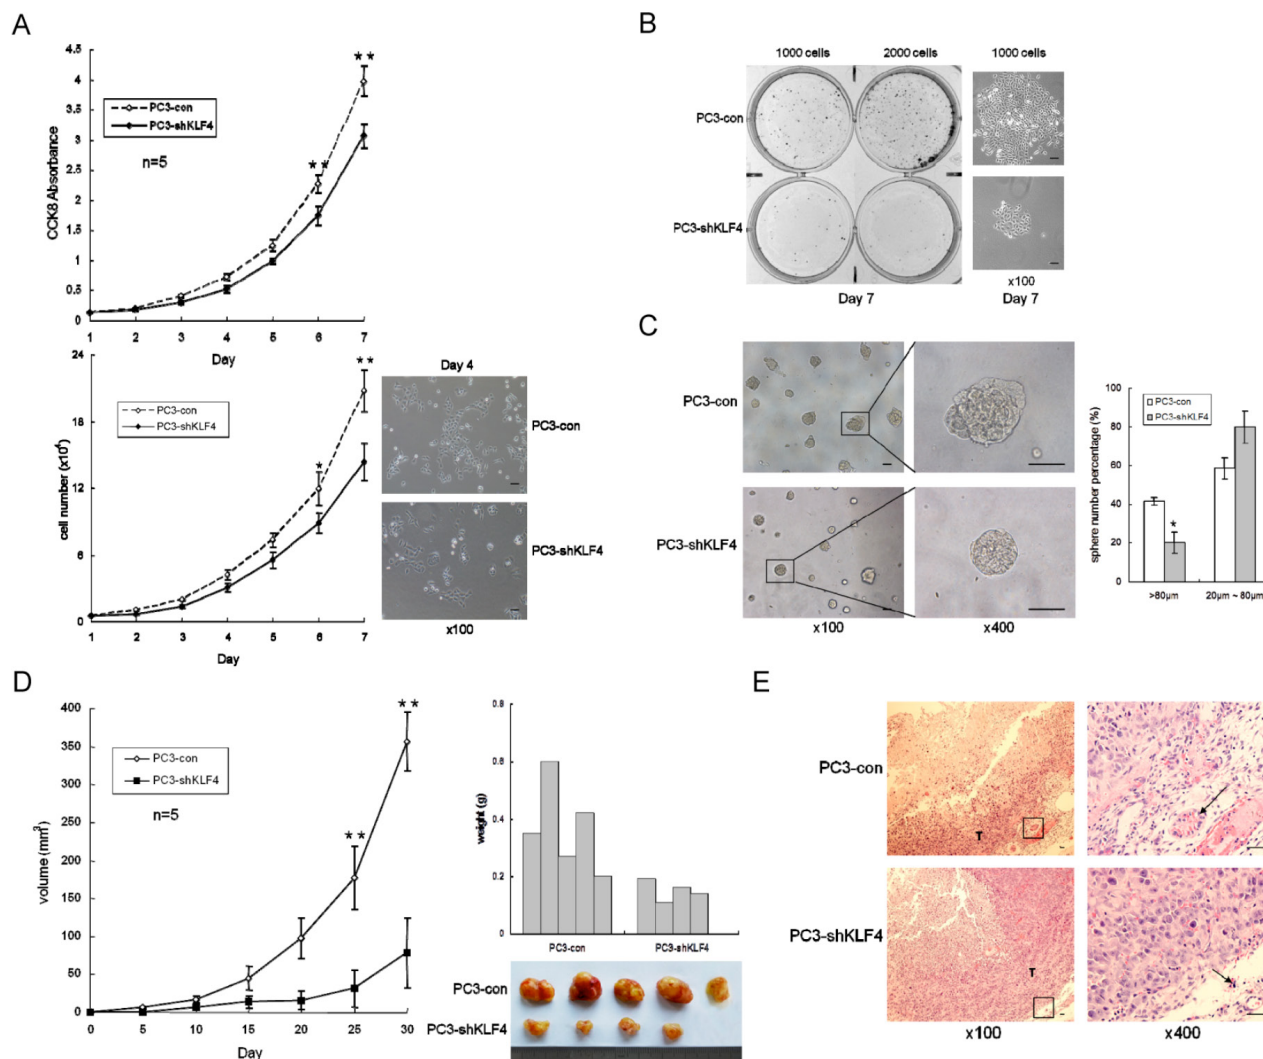 A
4.5
4
3.5
3
2.5
2
1.5
1
0.5
0
CCK8 Absorbance
PC3-con
PC3-shKLF4
n=5
★★
★★
1 2 3 4 5 6 7
Day
24
18
12
6
0
cell number (x10⁴)
PC3-con
PC3-shKLF4
★
★★
1 2 3 4 5 6 7
Day
Day 4
PC3-con
PC3-shKLF4
x100
B
1000 cells 2000 cells 1000 cells
PC3-con
PC3-shKLF4
x100
Day 7 Day 7
C
PC3-con
PC3-shKLF4
x100 x400
sphere number percentage (%)
100
80
60
40
20
0
PC3-con
PC3-shKLF4
★
>80μm 20μm ~ 80μm
D
400
350
300
250
200
150
100
50
0
volume (mm³)
PC3-con
PC3-shKLF4
n=5
★★
★★
0 5 10 15 20 25 30
Day
0.8
0.6
0.4
0.2
0
weight (g)
PC3-con PC3-shKLF4
PC3-con
PC3-shKLF4
E
PC3-con
T
PC3-shKLF4
T
x100 x400